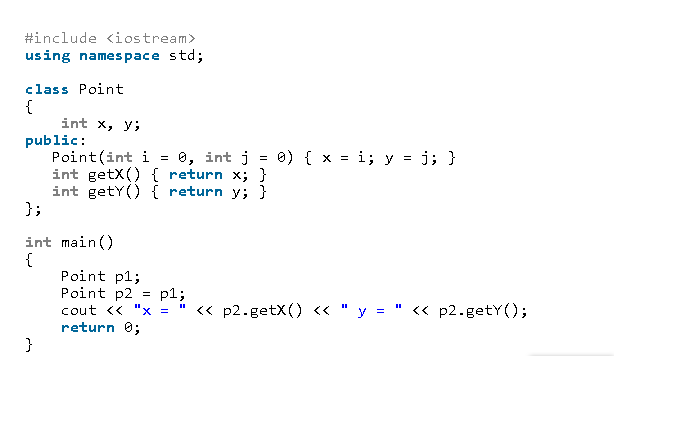 #include <iostream>
using namespace std;
class Point
{
int x, y;
public:
Point(int i = 0, int j = 0) { x = i; y = j; }
int getX() { return x; }
int getY() { return y; }
};
int main()
{
Point p1;
Point p2 = p1;
cout << "x = " << p2.getX() << " y = " << p2.getY();
return 0;
}